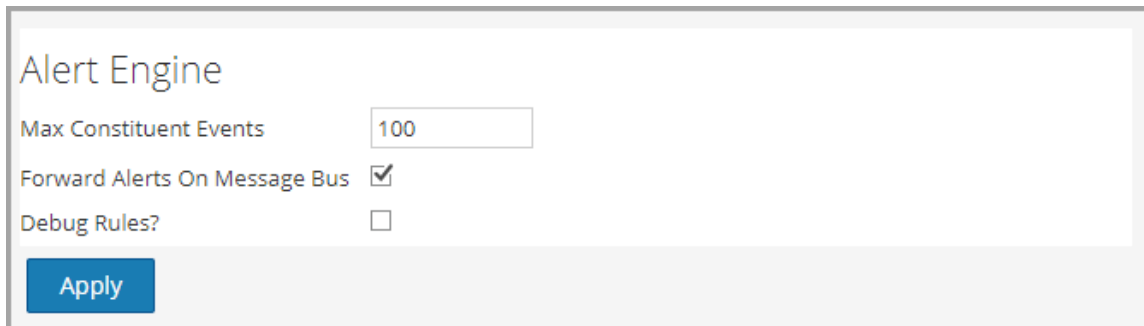 Alert Engine
Max Constituent Events 100
Forward Alerts On Message Bus
Debug Rules?
Apply